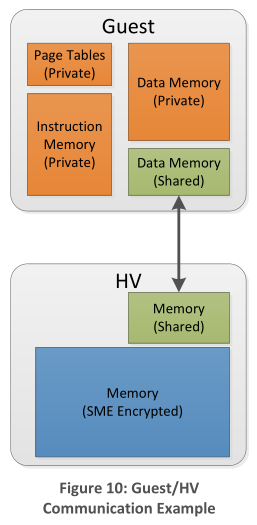 Guest
Page Tables
(Private)
Instruction
Memory
(Private)
Data Memory
(Private)
Data Memory
(Shared)
HV
Memory
(Shared)
Memory
(SME Encrypted)
Figure 10: Guest/HV
Communication Example